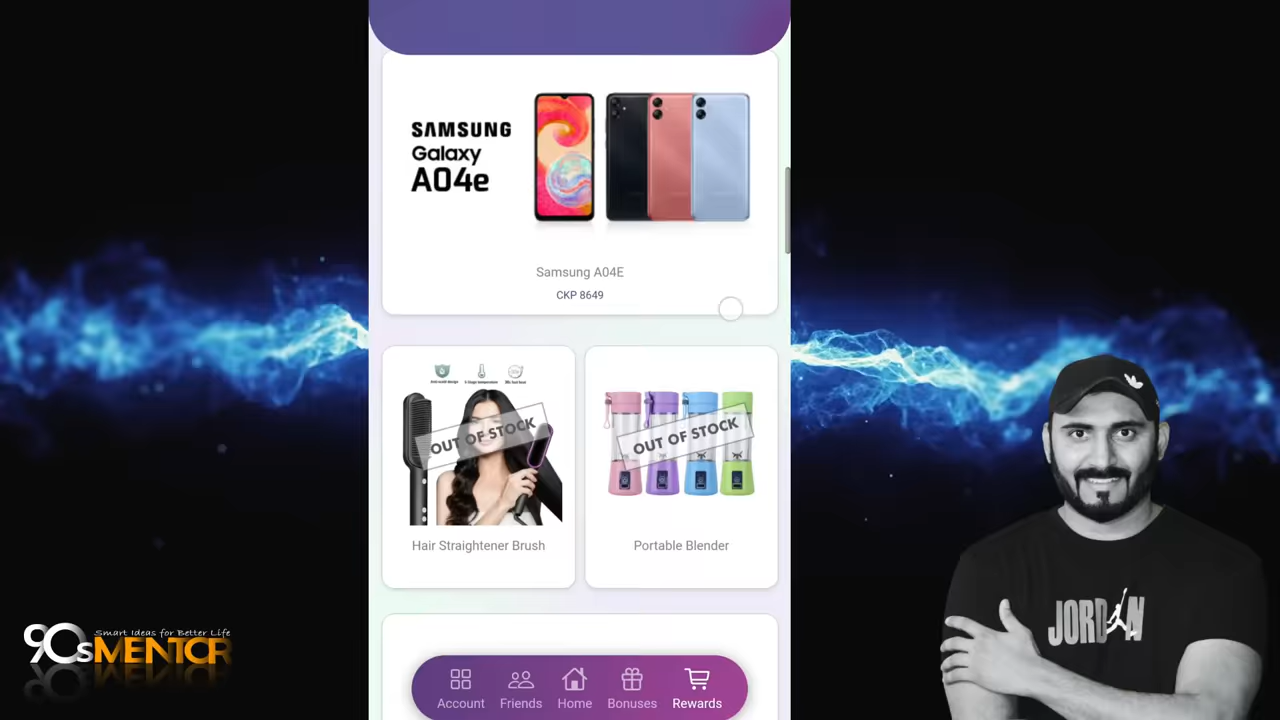 SAMSUNG
Galaxy
A04e
Samsung A04E
CKP 8649
OUT OF STOCK
Hair Straightener Brush
OUT OF STOCK
Portable Blender
JORDAN
90sMENTOR
Smart Ideas for Better Life
Account
Friends
Home
Bonuses
Rewards